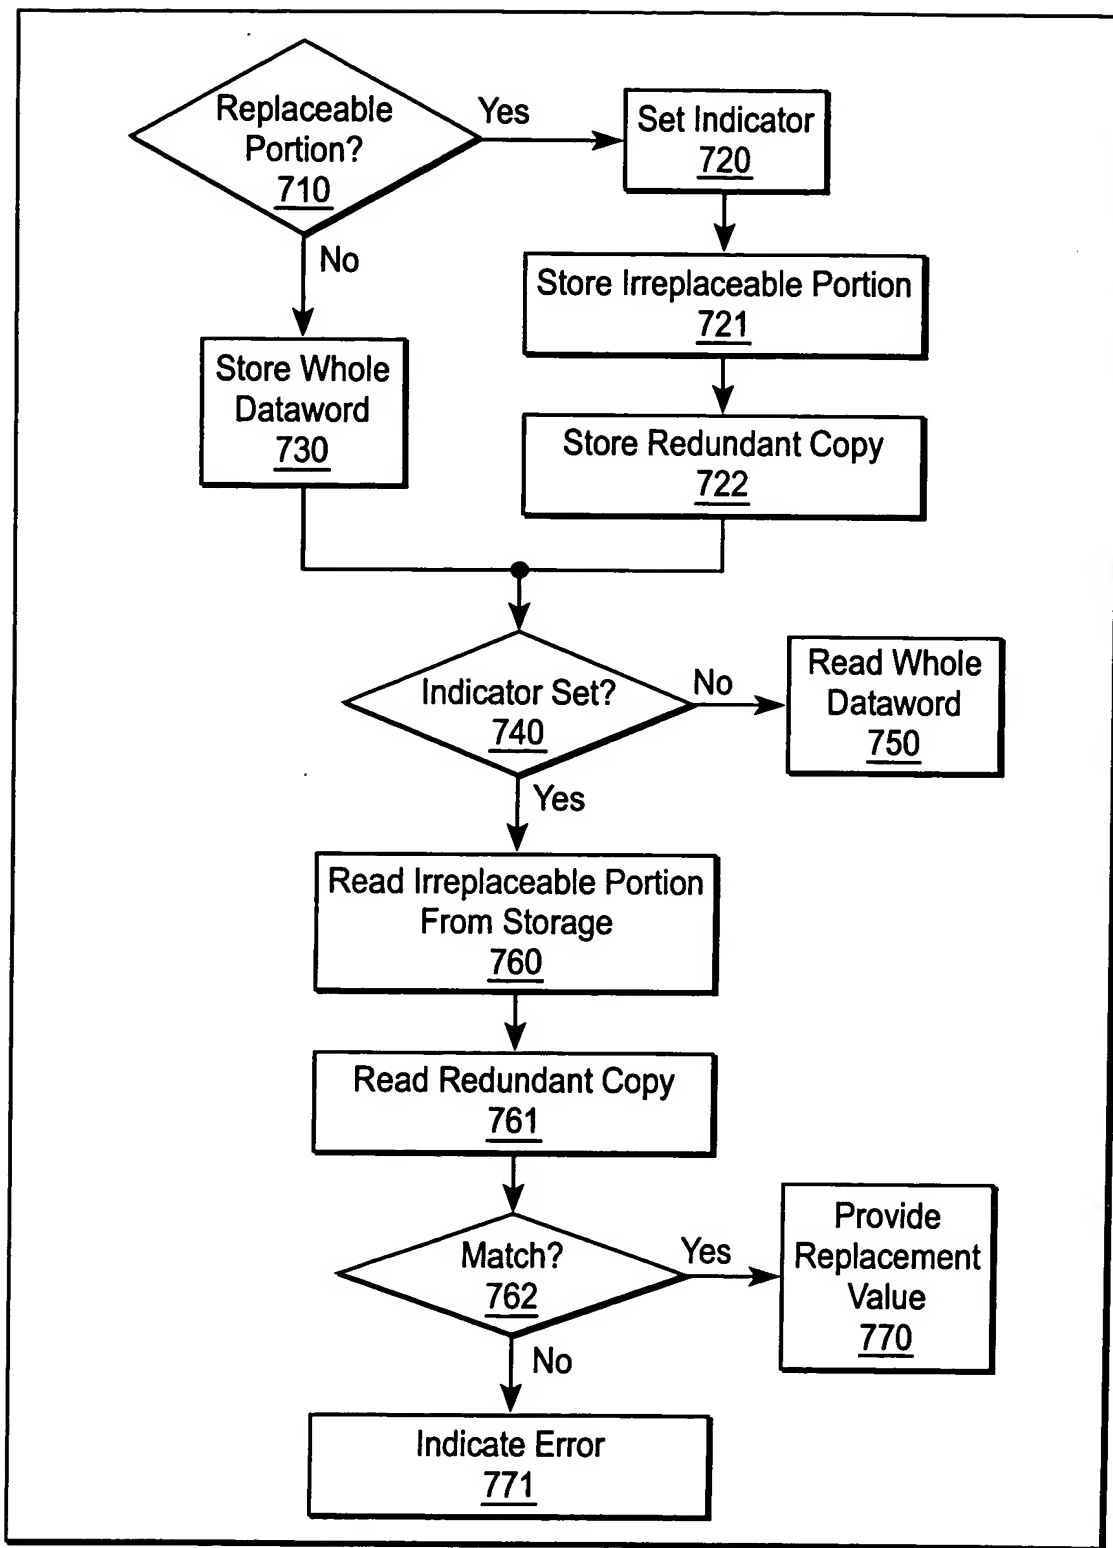 Replaceable
Portion?
710
Yes
Set Indicator
720
No
Store Irreplaceable Portion
721
Store Whole
Dataword
730
Store Redundant Copy
722
Indicator Set?
740
No
Read Whole
Dataword
750
Yes
Read Irreplaceable Portion
From Storage
760
Read Redundant Copy
761
Match?
762
Yes
Provide
Replacement
Value
770
No
Indicate Error
771